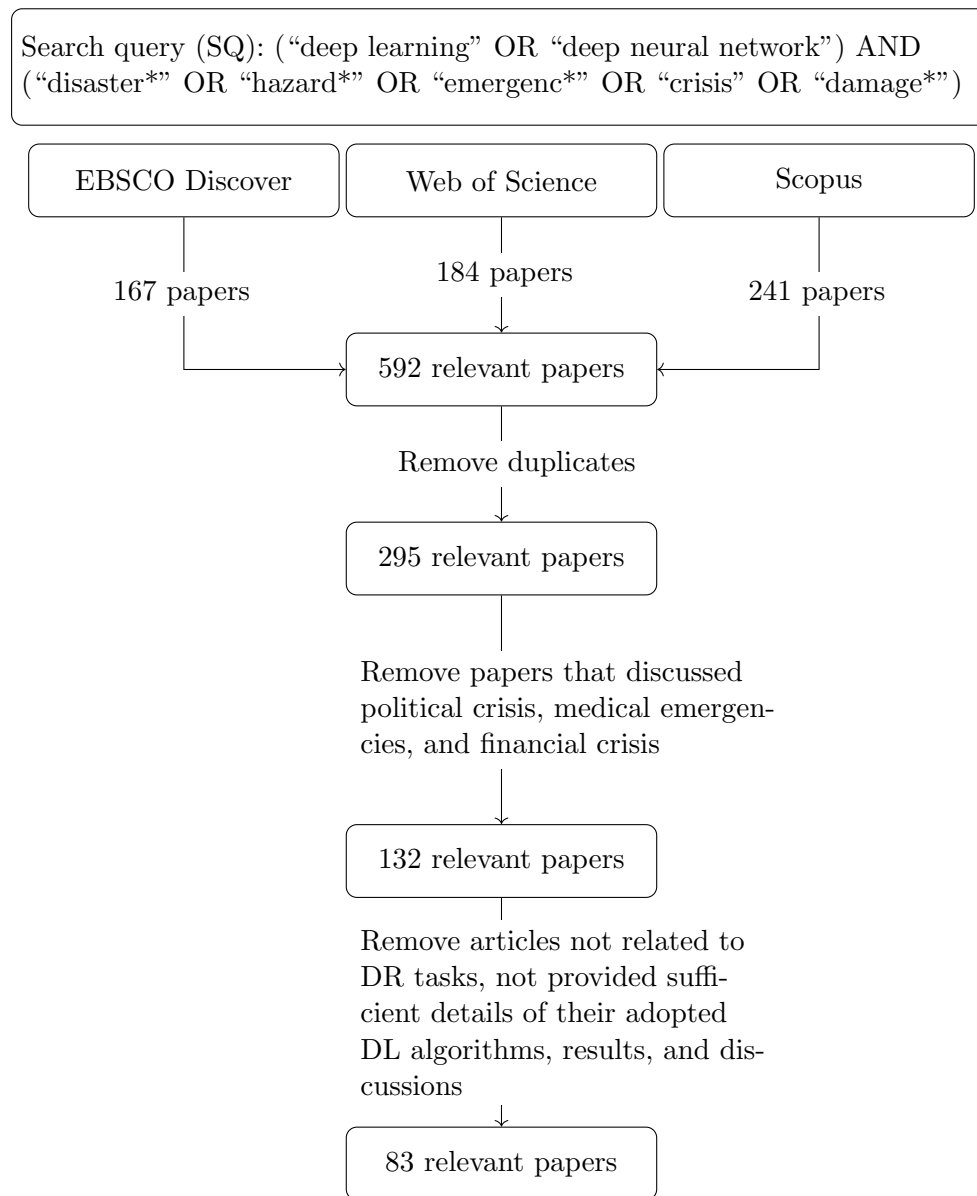 Search query (SQ): (“deep learning” OR “deep neural network”) AND
(“disaster*” OR “hazard*” OR “emergenc*” OR “crisis” OR “damage*”)
EBSCO Discover
Web of Science
Scopus
167 papers
184 papers
241 papers
592 relevant papers
Remove duplicates
295 relevant papers
Remove papers that discussed
political crisis, medical emergen-
cies, and financial crisis
132 relevant papers
Remove articles not related to
DR tasks, not provided suffi-
cient details of their adopted
DL algorithms, results, and dis-
cussions
83 relevant papers